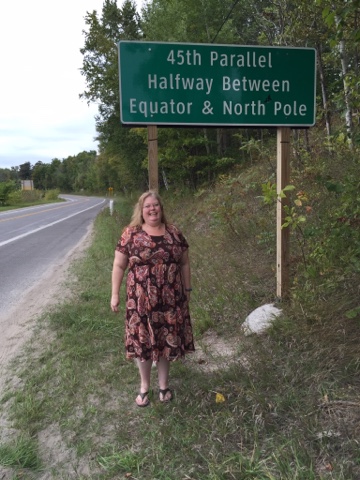 45th Parallel
Halfway Between
Equator & North Pole